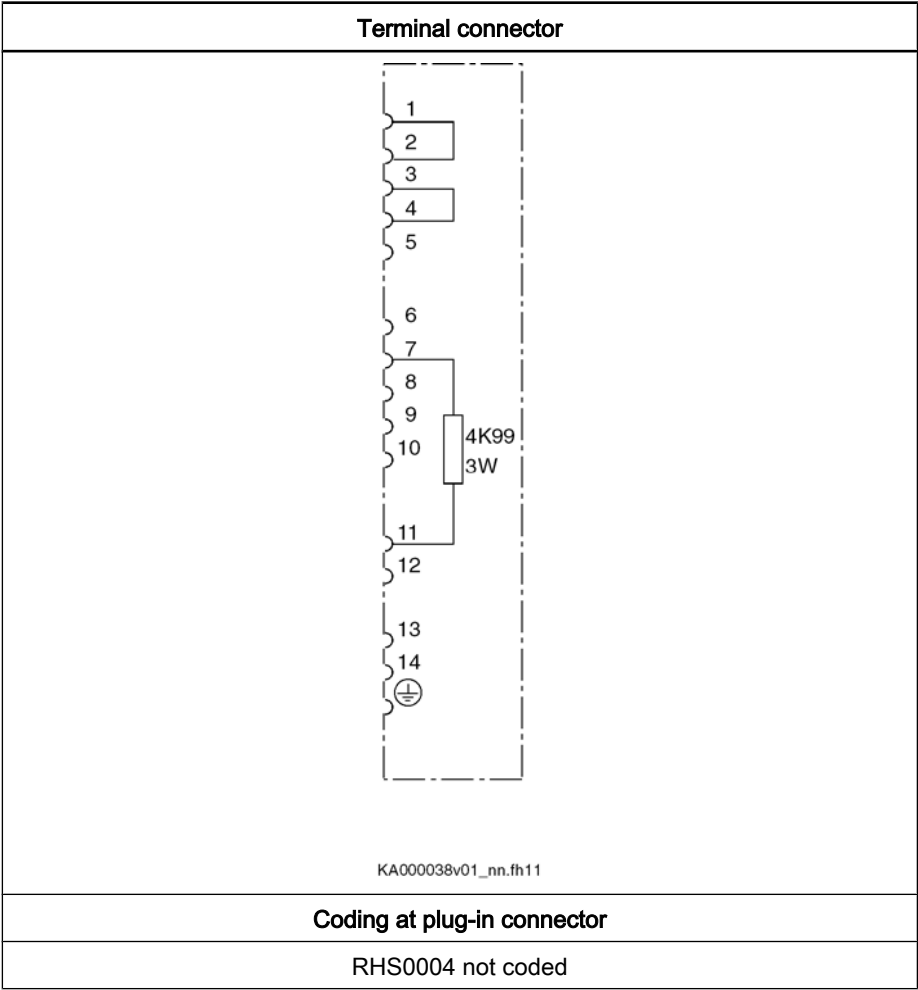 Terminal connector
1
2
3
4
5
6
7
8
9
10
4K99
3W
11
12
13
14
KA000038v01_nn.fh11
Coding at plug-in connector
RHS0004 not coded